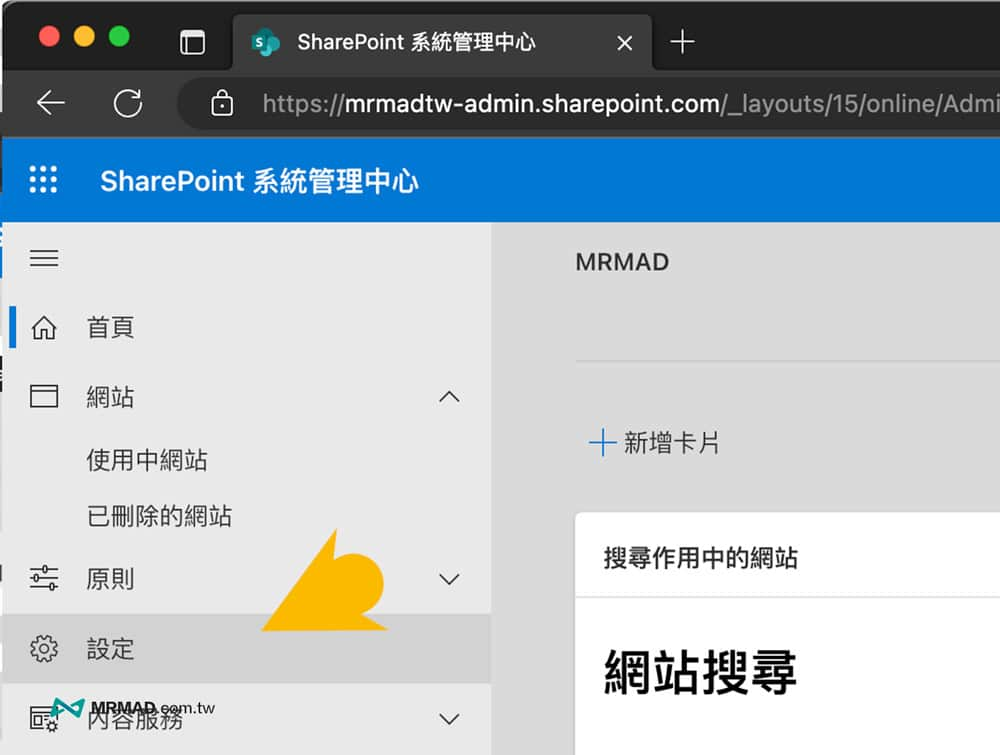 SharePoint 系統管理中心
https://mrmadtw-admin.sharepoint.com/_layouts/15/online/Admi
SharePoint 系統管理中心
MRMAD
首頁
網站
使用中網站
已刪除的網站
原則
設定
內容服務
MRMAD.com.tw
新增卡片
搜尋作用中的網站
網站搜尋